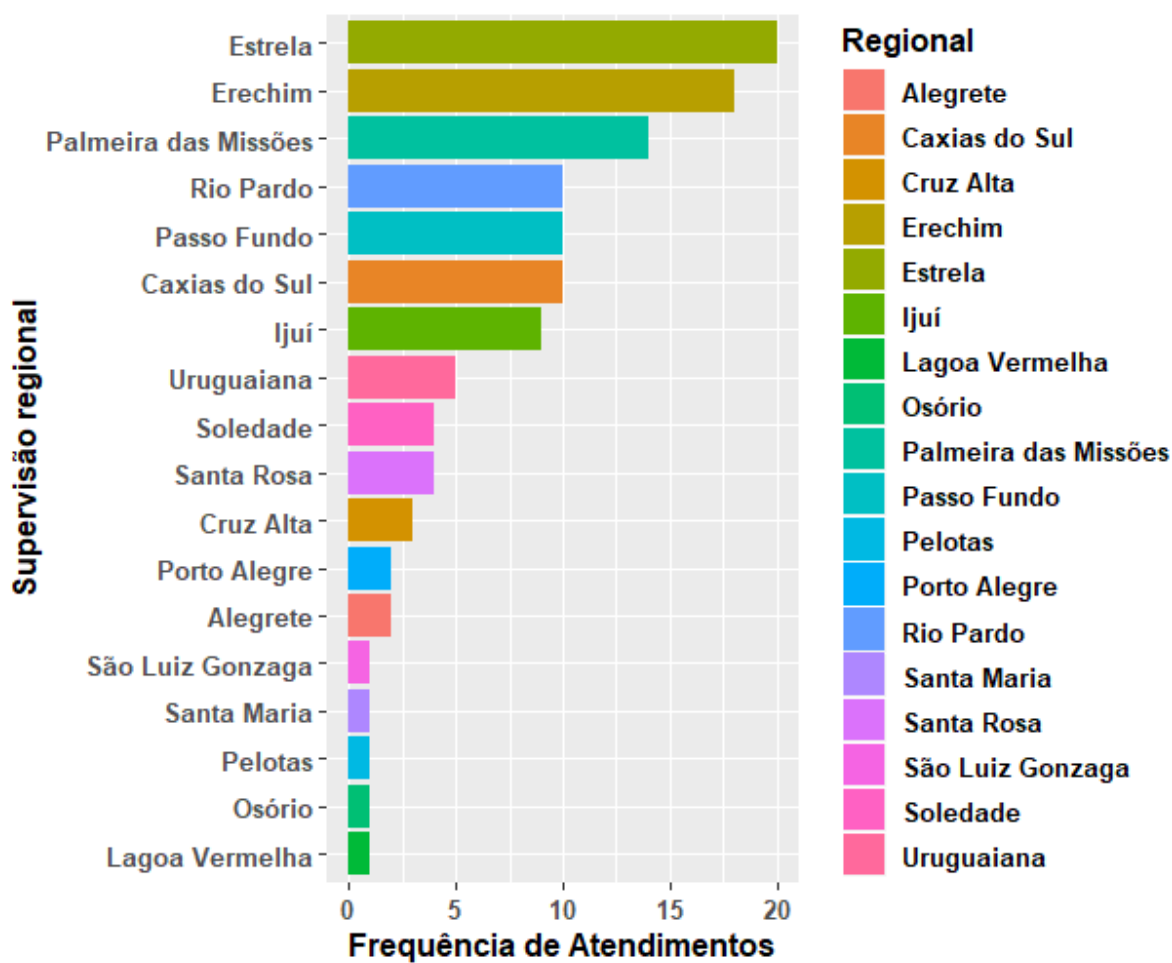 Estrela
Erechim
Palmeira das Missões
Rio Pardo
Passo Fundo
Caxias do Sul
Ijuí
Uruguaiana
Soledade
Santa Rosa
Cruz Alta
Porto Alegre
Alegrete
São Luiz Gonzaga
Santa Maria
Pelotas
Osório
Lagoa Vermelha
Supervisão regional
0 5 10 15 20
Frequência de Atendimentos
Regional
Alegrete
Caxias do Sul
Cruz Alta
Erechim
Estrela
Ijuí
Lagoa Vermelha
Osório
Palmeira das Missões
Passo Fundo
Pelotas
Porto Alegre
Rio Pardo
Santa Maria
Santa Rosa
São Luiz Gonzaga
Soledade
Uruguaiana